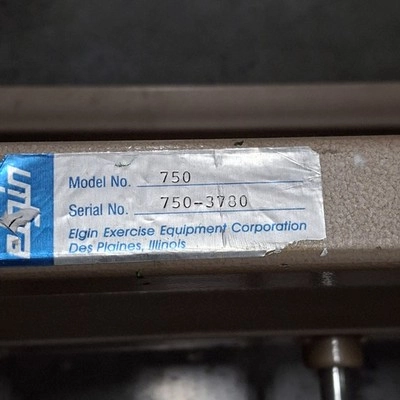 elgin
Model No. 750
Serial No. 750-3780
Elgin Exercise Equipment Corporation
Des Plaines, Illinois